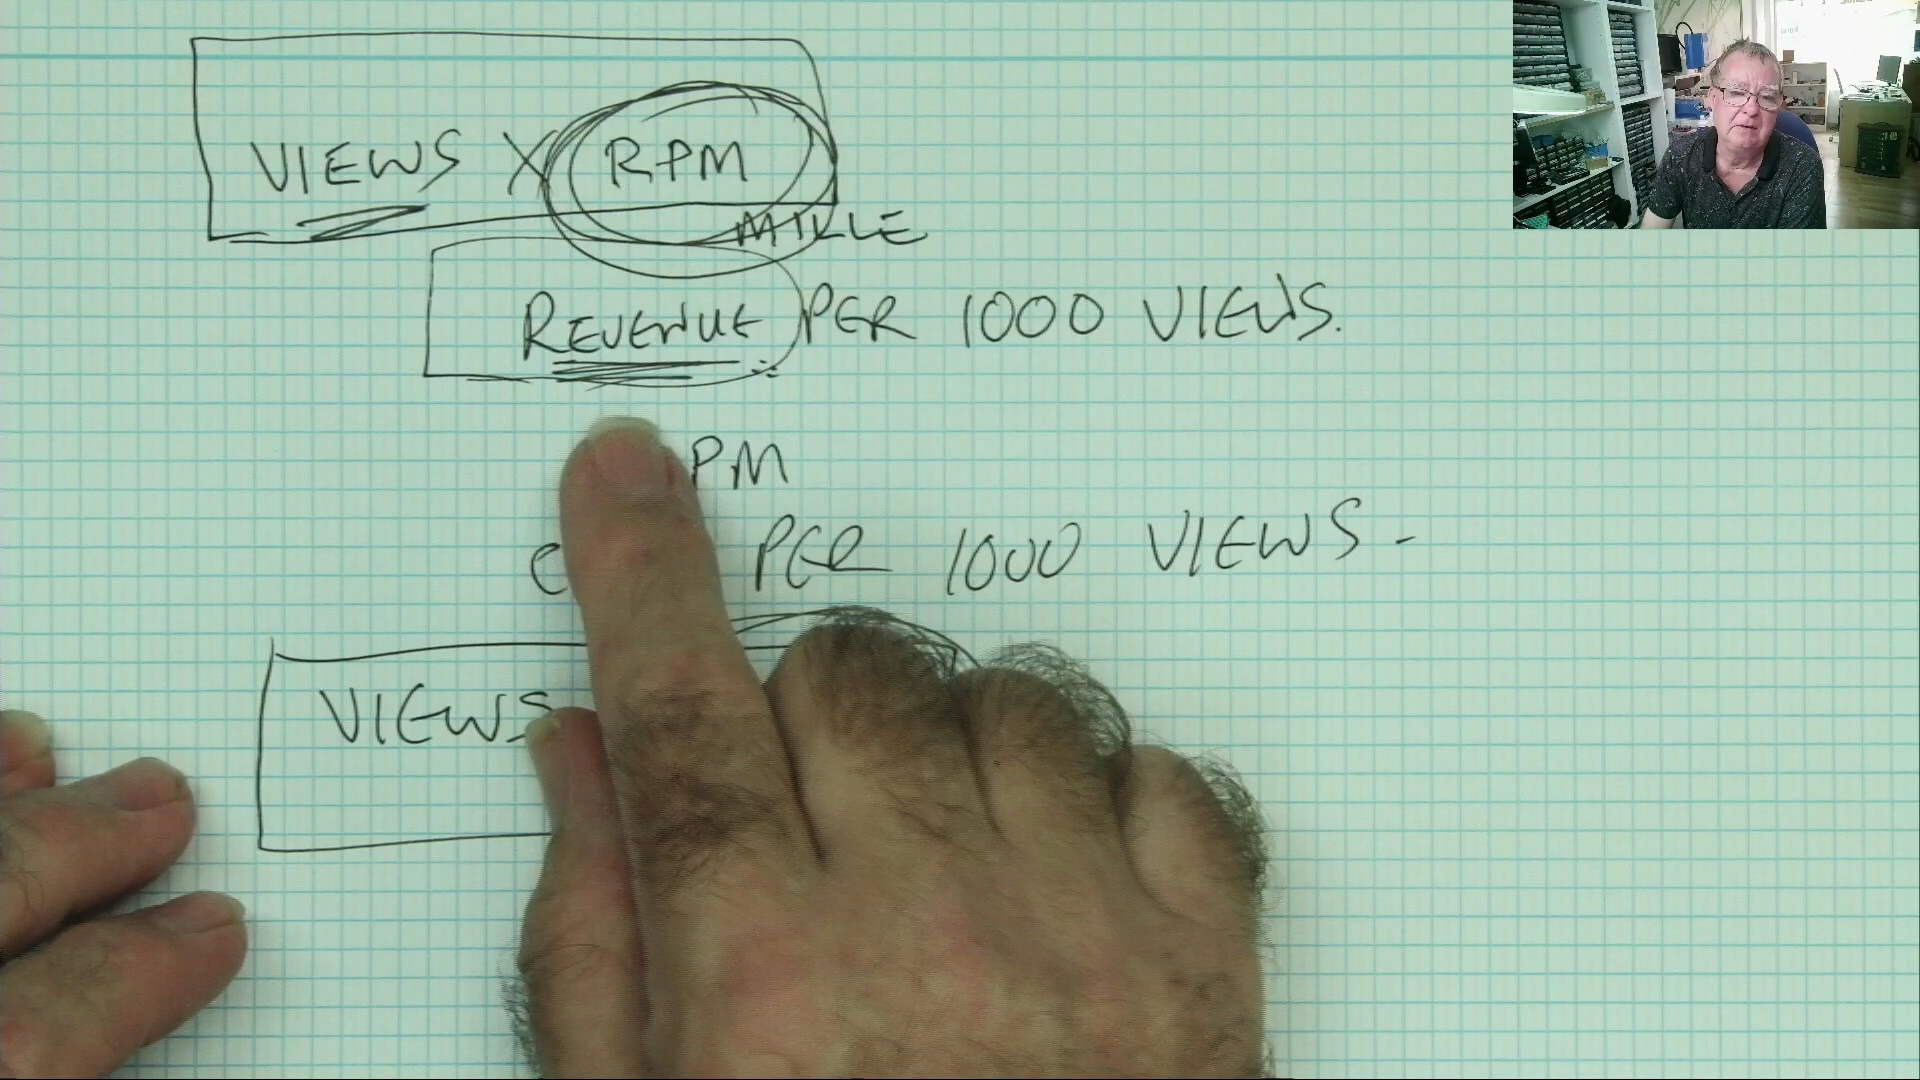 VIEWS X RPM
MILLE
REVENUE PER 1000 VIEWS.
PM
PER 1000 VIEWS -
VIEWS